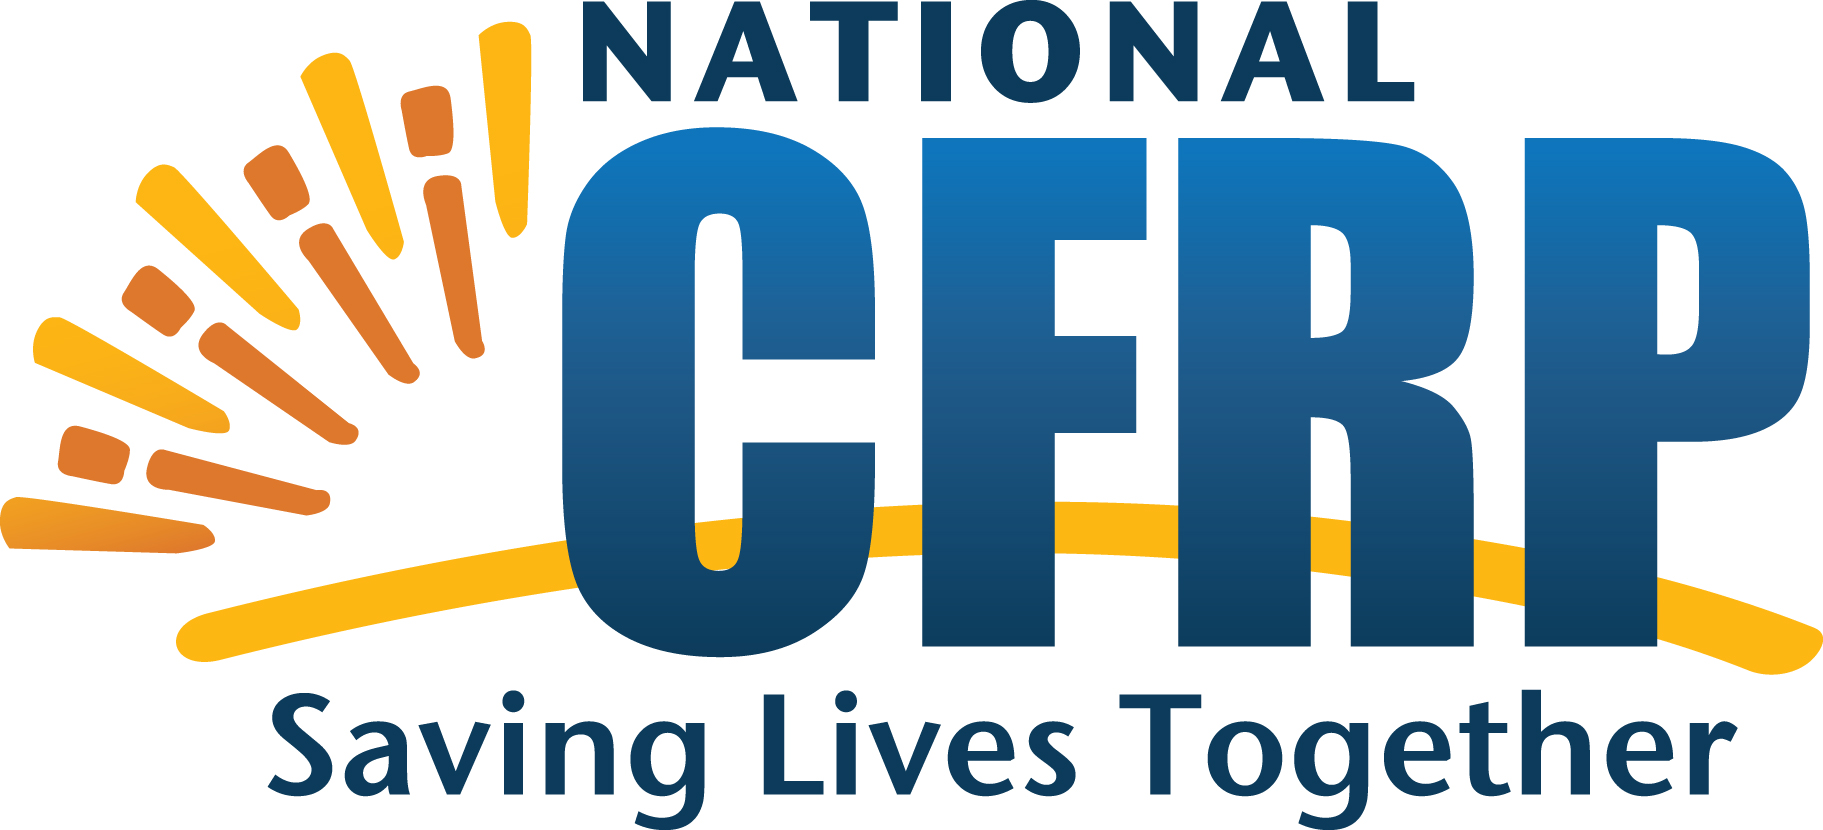 NATIONAL
CFRP
Saving Lives Together